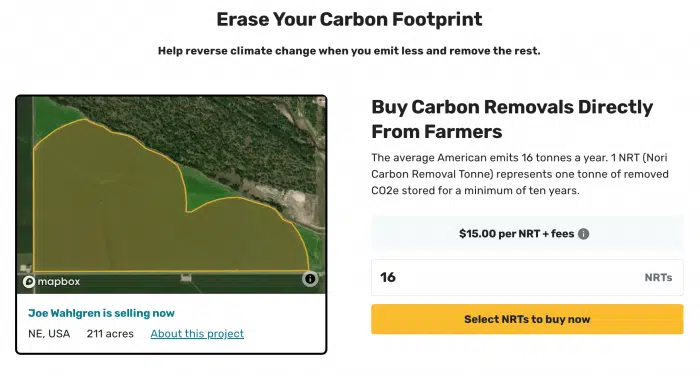 Erase Your Carbon Footprint
Help reverse climate change when you emit less and remove the rest.
mapbox
Joe Wahlgren is selling now
NE, USA 211 acres About this project
Buy Carbon Removals Directly
From Farmers
The average American emits 16 tonnes a year. 1 NRT (Nori
Carbon Removal Tonne) represents one tonne of removed
CO2e stored for a minimum of ten years.
$15.00 per NRT + fees
16 NRTs
Select NRTs to buy now